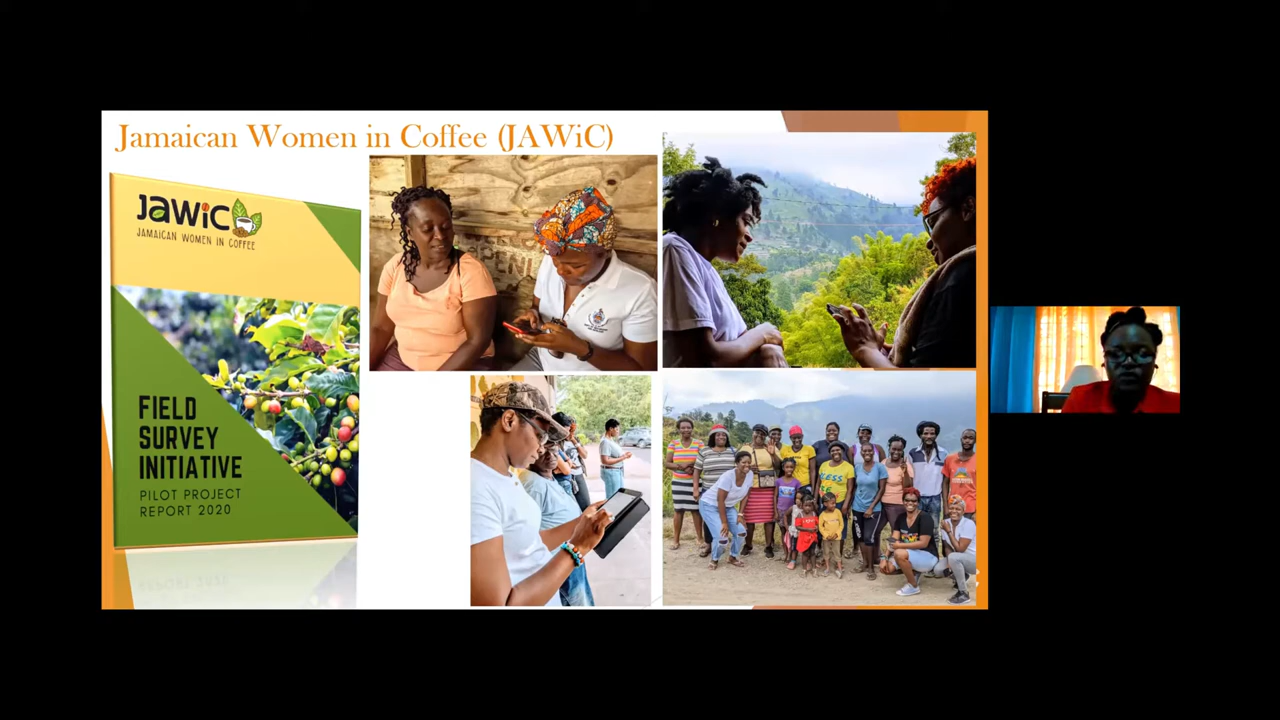 Jamaican Women in Coffee (JAWiC)
JAWiC
JAMAICAN WOMEN IN COFFEE
FIELD
SURVEY
INITIATIVE
PILOT PROJECT
REPORT 2020